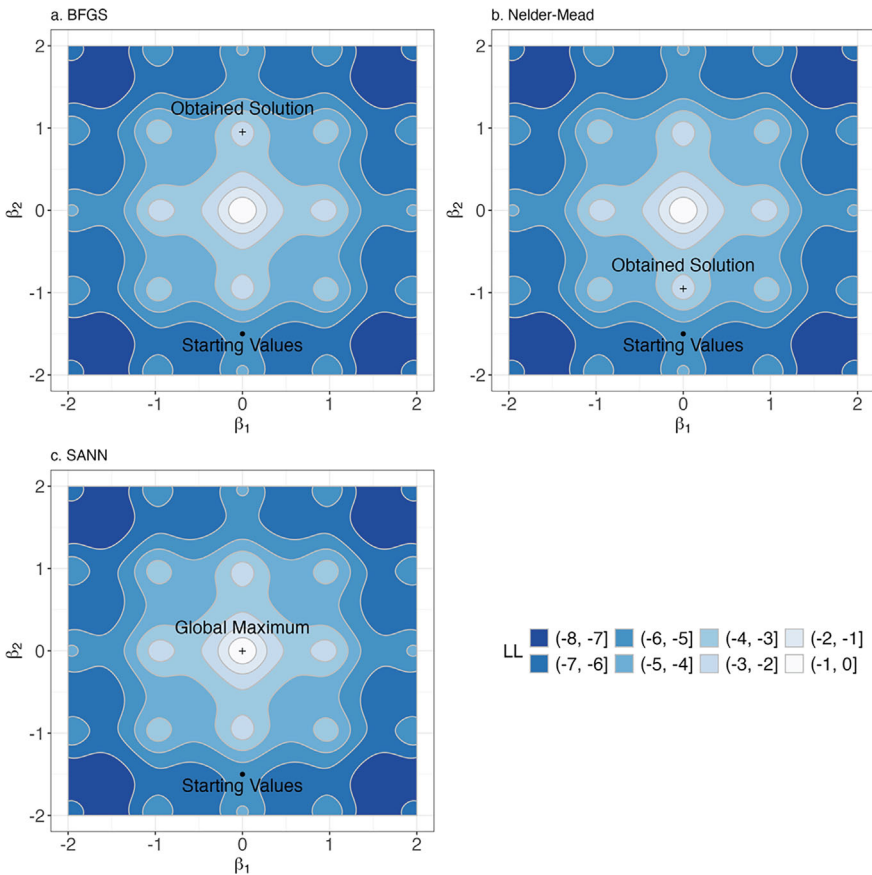 a. BFGS
2
1
0
-1
-2
β2
Obtained Solution
Starting Values
-2 -1 0 1 2
β1
b. Nelder-Mead
2
1
0
-1
-2
β2
Obtained Solution
Starting Values
-2 -1 0 1 2
β1
c. SANN
2
1
0
-1
-2
β2
Global Maximum
Starting Values
-2 -1 0 1 2
β1
LL
(-8, -7] (-6, -5] (-4, -3] (-2, -1]
(-7, -6] (-5, -4] (-3, -2] (-1, 0]